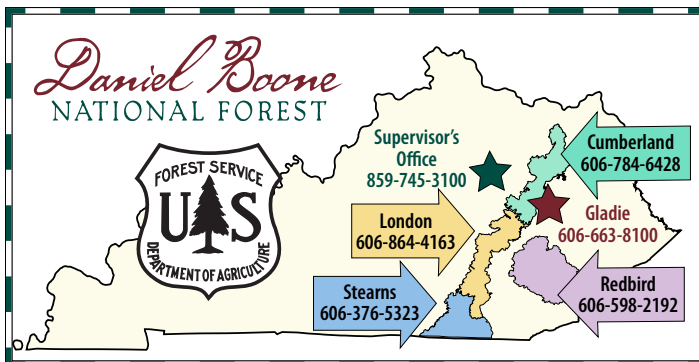 Daniel Boone
NATIONAL FOREST
FOREST SERVICE
US
DEPARTMENT OF AGRICULTURE
Supervisor's
Office
859-745-3100
Cumberland
606-784-6428
London
606-864-4163
Gladie
606-663-8100
Stearns
606-376-5323
Redbird
606-598-2192